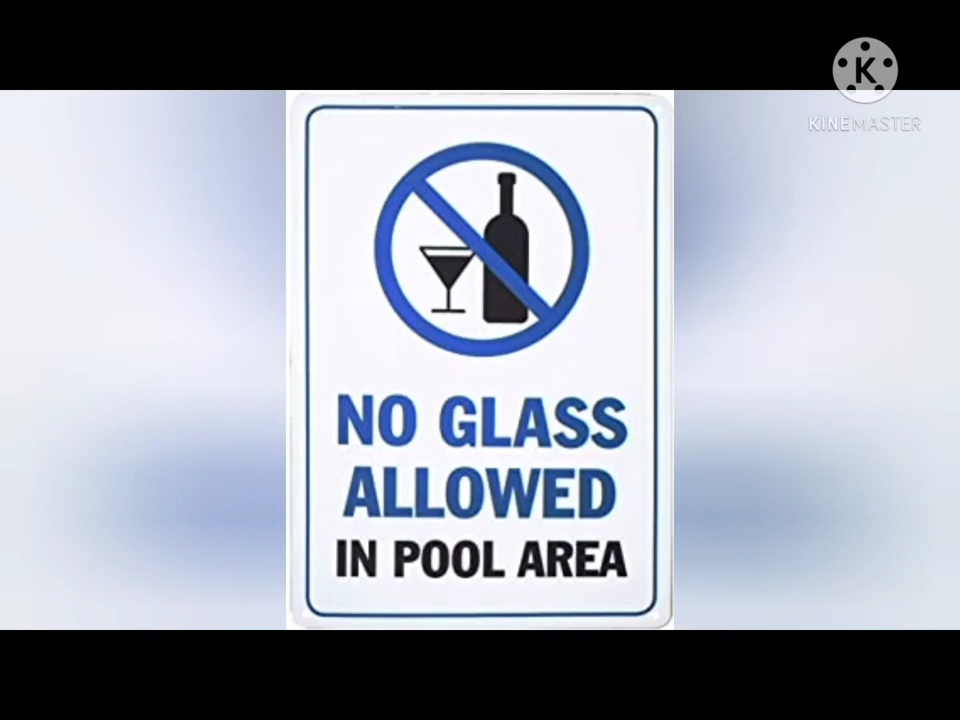 K
KINEMASTER
NO GLASS
ALLOWED
IN POOL AREA